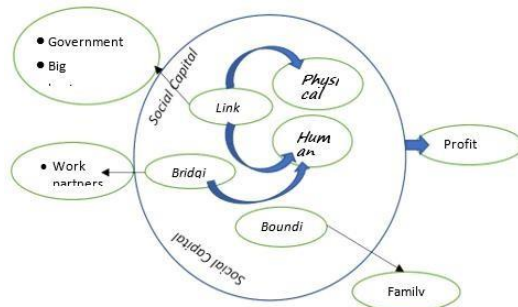 Government
Big
Social Capital
Physi
cal
Link
Hum
an
Profit
Work
partners
Bridgi
Boundi
Social Capital
Family